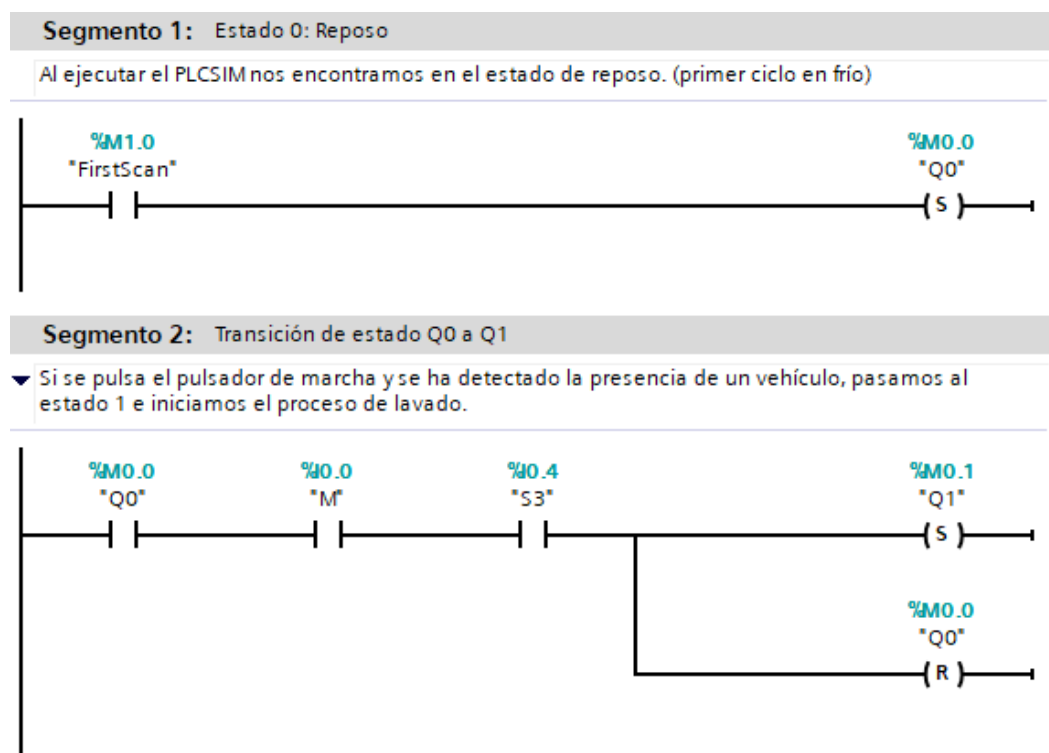 Segmento 1: Estado 0: Reposo
Al ejecutar el PLCSIM nos encontramos en el estado de reposo. (primer ciclo en frío)
%M1.0 %M0.0
"FirstScan" "Q0"
S
Segmento 2: Transición de estado Q0 a Q1
Si se pulsa el pulsador de marcha y se ha detectado la presencia de un vehículo, pasamos al
estado 1 e iniciamos el proceso de lavado.
%M0.0 %I0.0 %I0.4 %M0.1
"Q0" "M" "S3" "Q1"
S
%M0.0
"Q0"
R